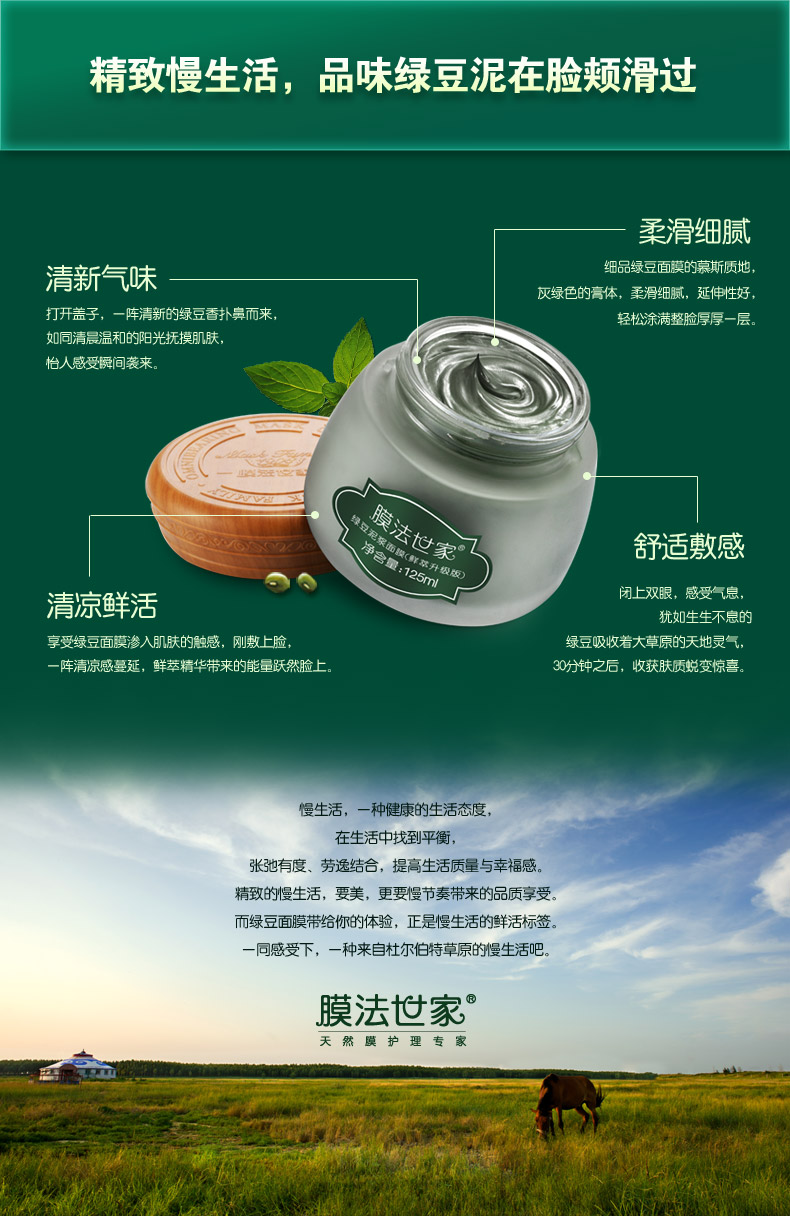 精致慢生活，品味绿豆泥在脸颊滑过
柔滑细腻
细品绿豆面膜的慕斯质地，
灰绿色的膏体，柔滑细腻，延伸性好，
轻松涂满整脸厚厚一层。
清新气味
打开盖子，一阵清新的绿豆香扑鼻而来，
如同清晨温和的阳光抚摸肌肤，
怡人感受瞬间袭来。
膜法世家®
绿豆泥浆面膜（鲜萃升级版）
净含量：125ml
舒适敷感
闭上双眼，感受气息，
犹如生生不息的
绿豆吸收着大草原的天地灵气，
30分钟之后，收获肤质蜕变惊喜。
清凉鲜活
享受绿豆面膜渗入肌肤的触感，刚敷上脸，
一阵清凉感蔓延，鲜萃精华带来的能量跃然脸上。
慢生活，一种健康的生活态度，
在生活中找到平衡，
张弛有度、劳逸结合，提高生活质量与幸福感。
精致的慢生活，要美，更要慢节奏带来的品质享受。
而绿豆面膜带给你的体验，正是慢生活的鲜活标签。
一同感受下，一种来自杜尔伯特草原的慢生活吧。
膜法世家®
天然膜护理专家